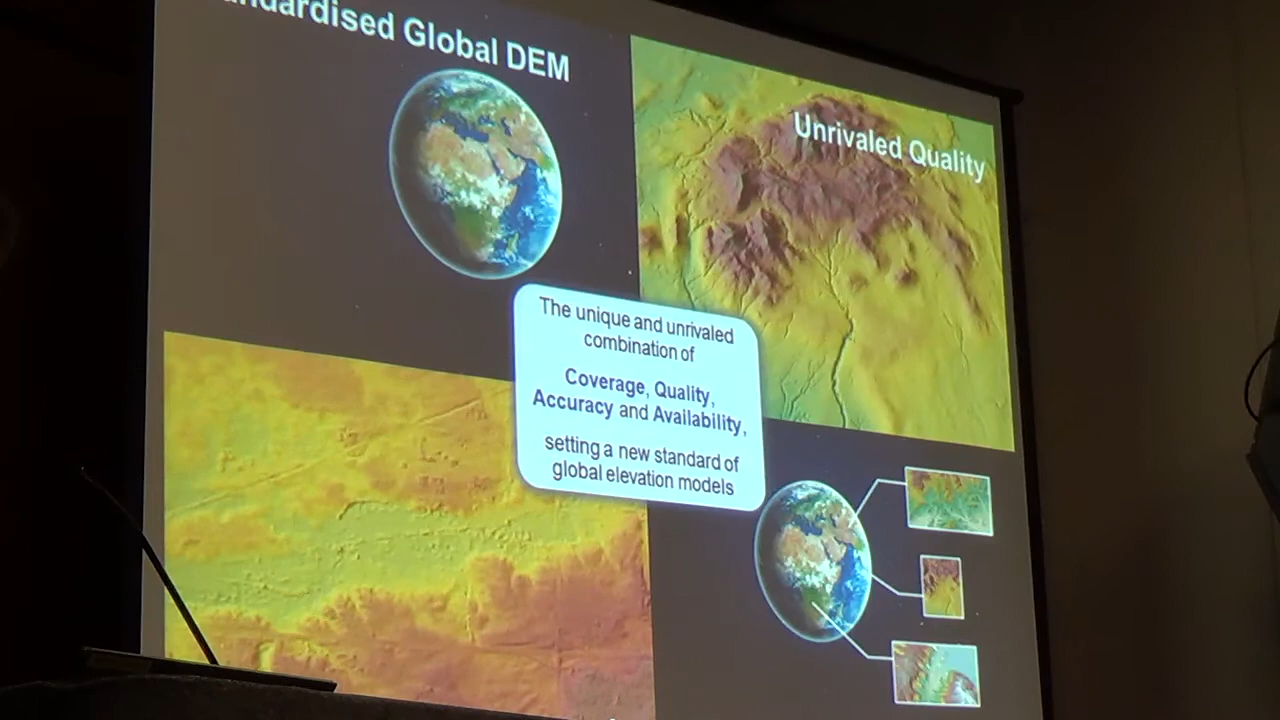 Global DEM
Unrivaled Quality
The unique and unrivaled
combination of
Coverage, Quality,
Accuracy and Availability,
setting a new standard of
global elevation models